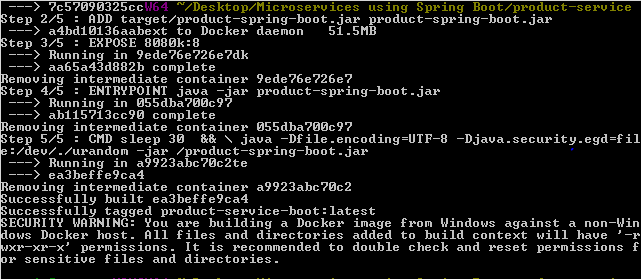 ---> 7c57090325ccW64 ~/Desktop/Microservices using Spring Boot/product-service
Step 2/5 : ADD target/product-spring-boot.jar product-spring-boot.jar
---> a4bd10136aabext to Docker daemon   51.5MB
Step 3/5 : EXPOSE 8080k:8
---> Running in 9ede76e726e7dk
---> aa65a43d882b complete
Removing intermediate container 9ede76e726e7
Step 4/5 : ENTRYPOINT java -jar product-spring-boot.jar
---> Running in 055dba700c97
---> ab115713cc90 complete
Removing intermediate container 055dba700c97
Step 5/5 : CMD sleep 30  && \ java -Dfile.encoding=UTF-8 -Djava.security.egd=fil
e:/dev/./urandom -jar /product-spring-boot.jar
---> Running in a9923abc70c2te
---> ea3beffe9ca4
Removing intermediate container a9923abc70c2
Successfully built ea3beffe9ca4
Successfully tagged product-service-boot:latest
SECURITY WARNING: You are building a Docker image from Windows against a non-Win
dows Docker host. All files and directories added to build context will have '-r
wxr-xr-x' permissions. It is recommended to double check and reset permissions f
or sensitive files and directories.